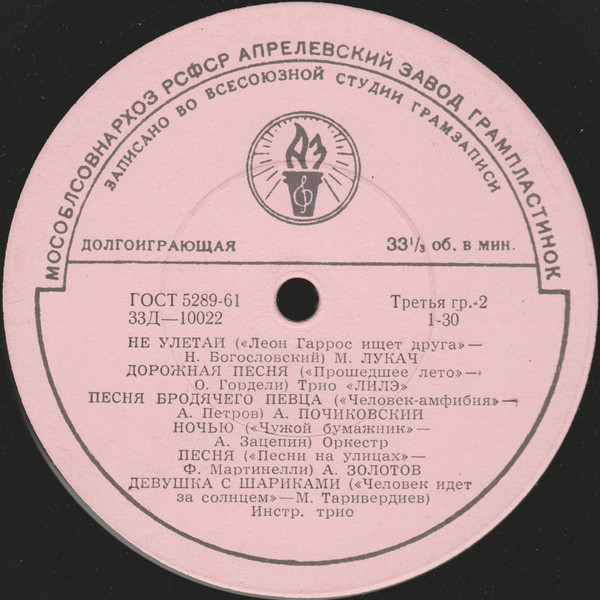 МОСОБЛСОВНАРХОЗ РСФСР АПРЕЛЕВСКИЙ ЗАВОД ГРАМПЛАСТИНОК
ЗАПИСАНО ВО ВСЕСОЮЗНОЙ СТУДИИ ГРАМЗАПИСИ
АЗ
ДОЛГОИГРАЮЩАЯ 33 1/3 об. в мин.
ГОСТ 5289-61 Третья гр.-2
33Д—10022 1-30
НЕ УЛЕТАЙ («Леон Гаррос ищет друга»—
Н. Богословский) М. ЛУКАЧ
ДОРОЖНАЯ ПЕСНЯ («Прошедшее лето»—
О. Гордели) Трио «ЛИЛЭ»
ПЕСНЯ БРОДЯЧЕГО ПЕВЦА («Человек-амфибия»—
А. Петров) А. ПОЧИКОВСКИЙ
НОЧЬЮ («Чужой бумажник»—
А. Зацепин) Оркестр
ПЕСНЯ («Песни на улицах»—
Ф. Мартинелли) А. ЗОЛОТОВ
ДЕВУШКА С ШАРИКАМИ («Человек идет
за солнцем»—М. Таривердиев)
Инстр. трио